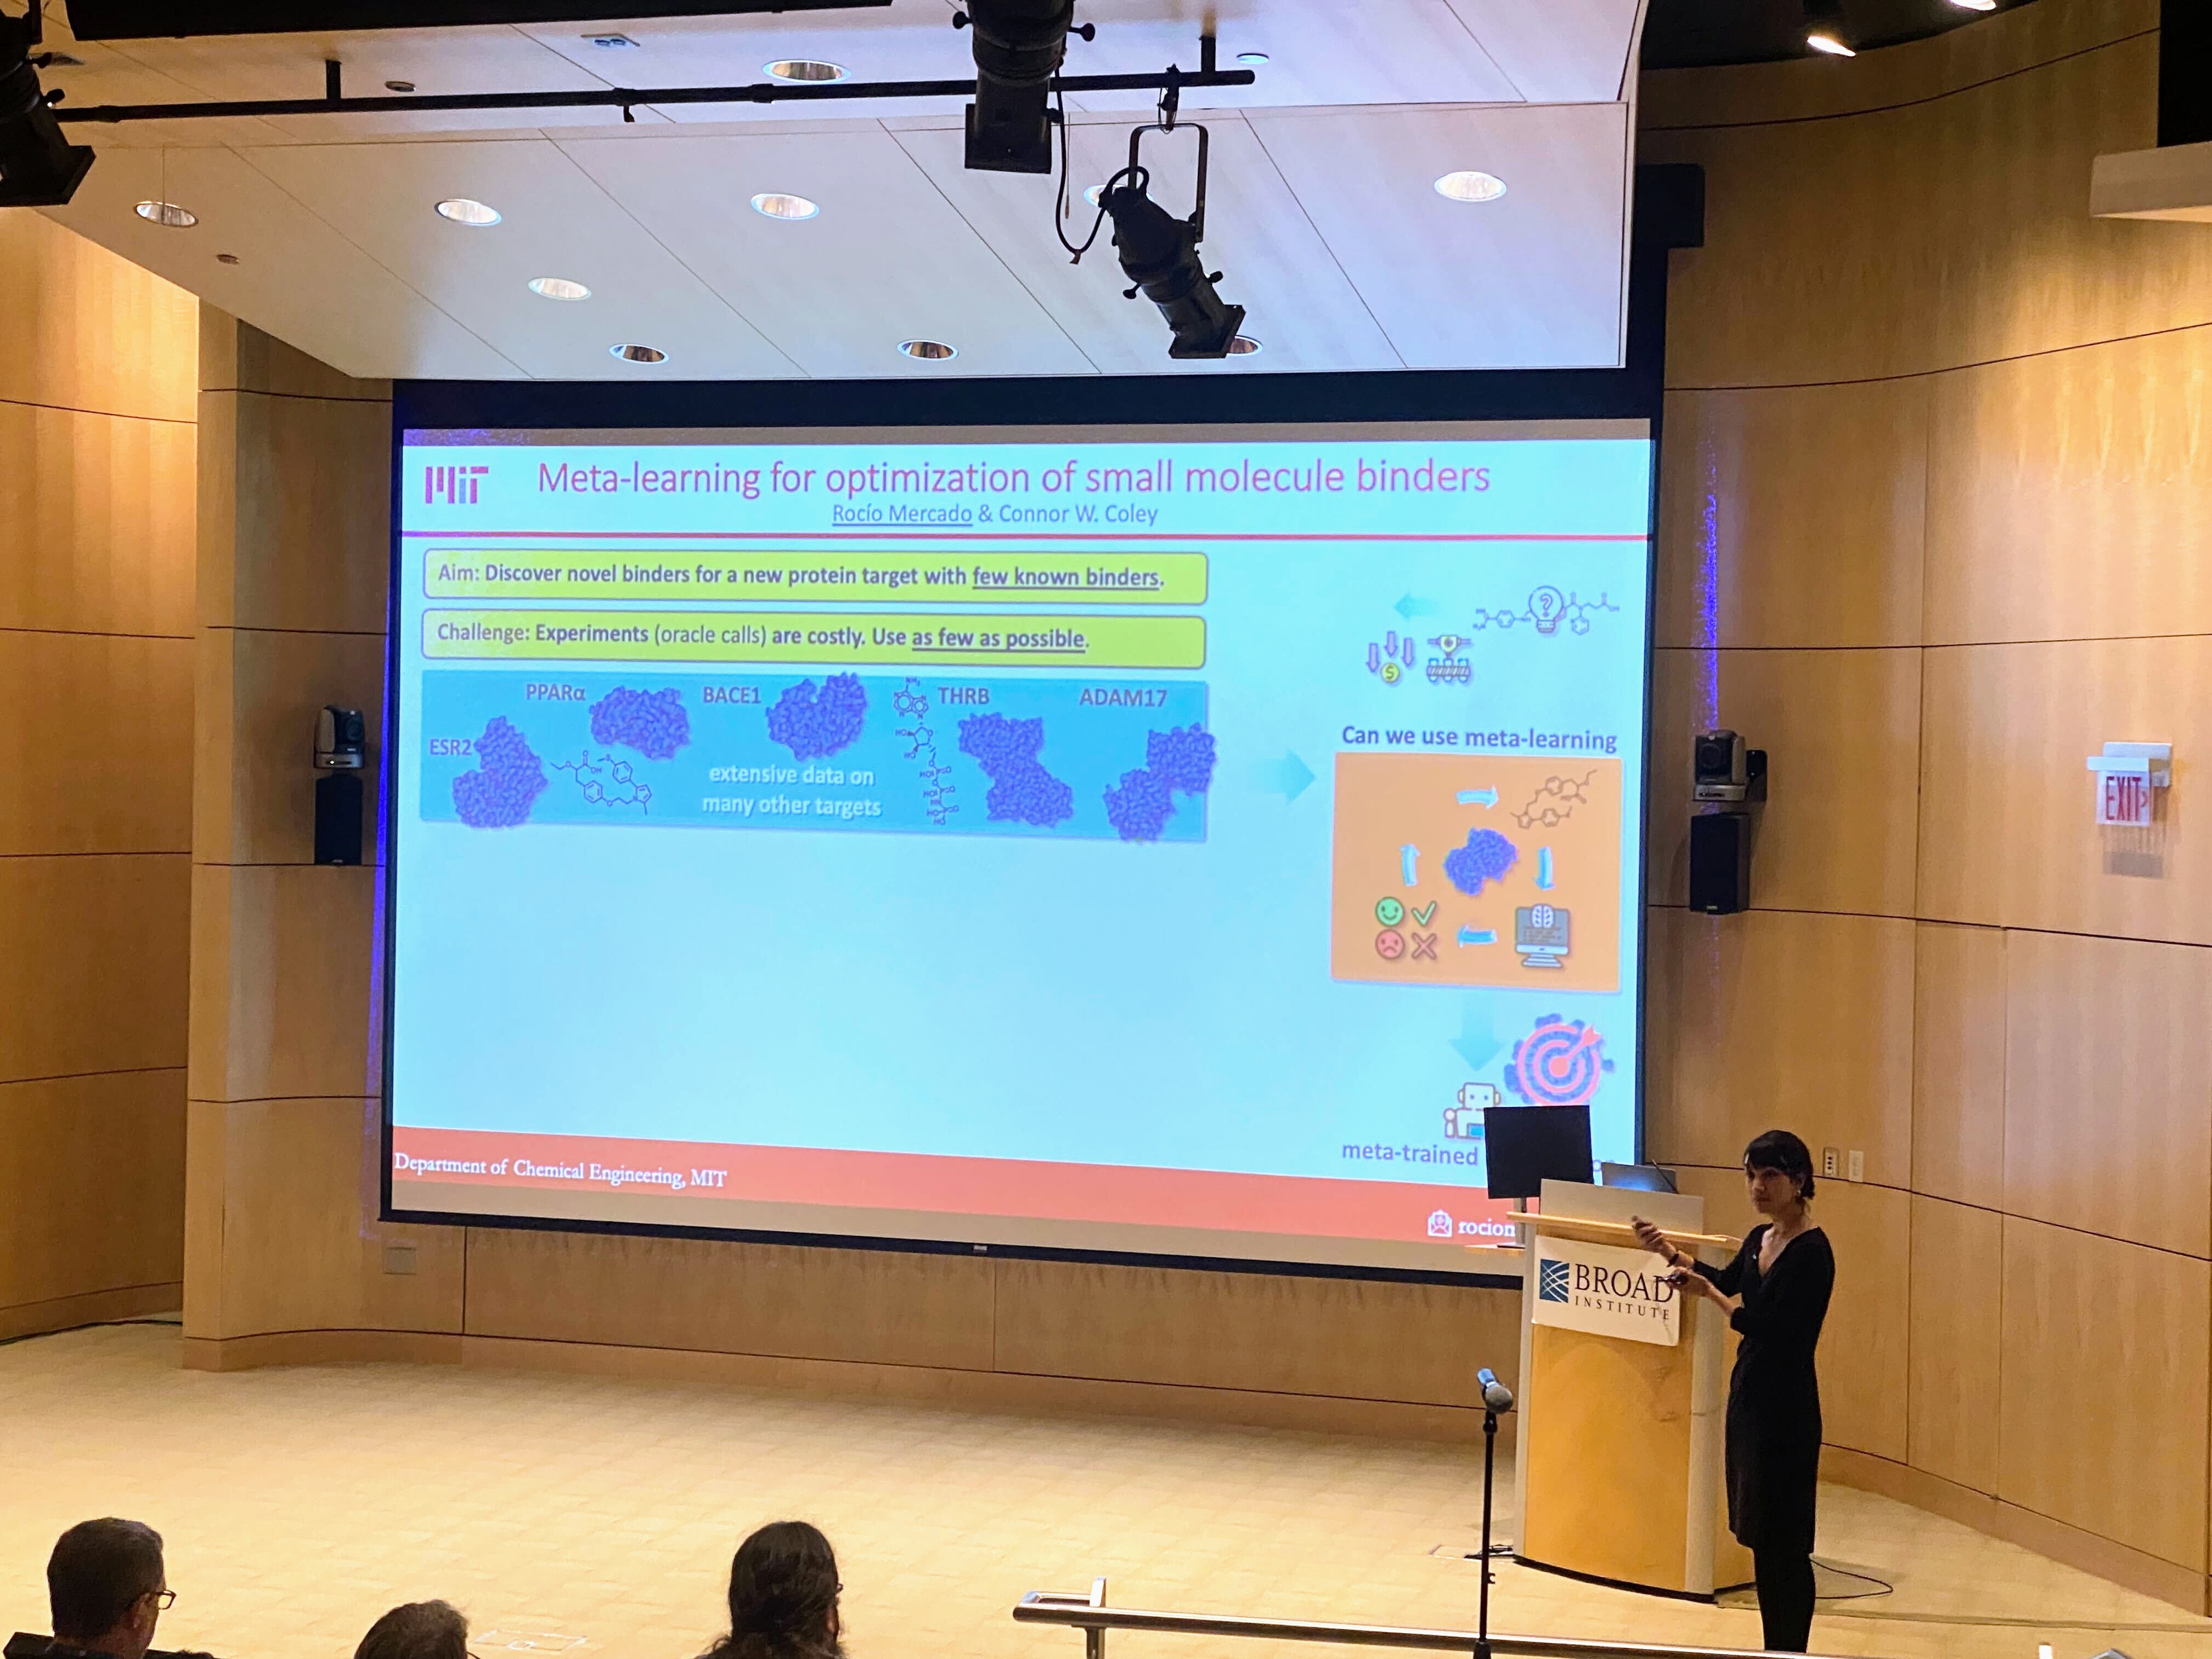 MIT
Meta-learning for optimization of small molecule binders
Rocío Mercado & Connor W. Coley
Aim: Discover novel binders for a new protein target with few known binders.
Challenge: Experiments (oracle calls) are costly. Use as few as possible.
PPARα
BACE1
THRB
ADAM17
ESR2
extensive data on
many other targets
Can we use meta-learning
meta-trained
Department of Chemical Engineering, MIT
rocion
BROAD
INSTITUTE
EXIT